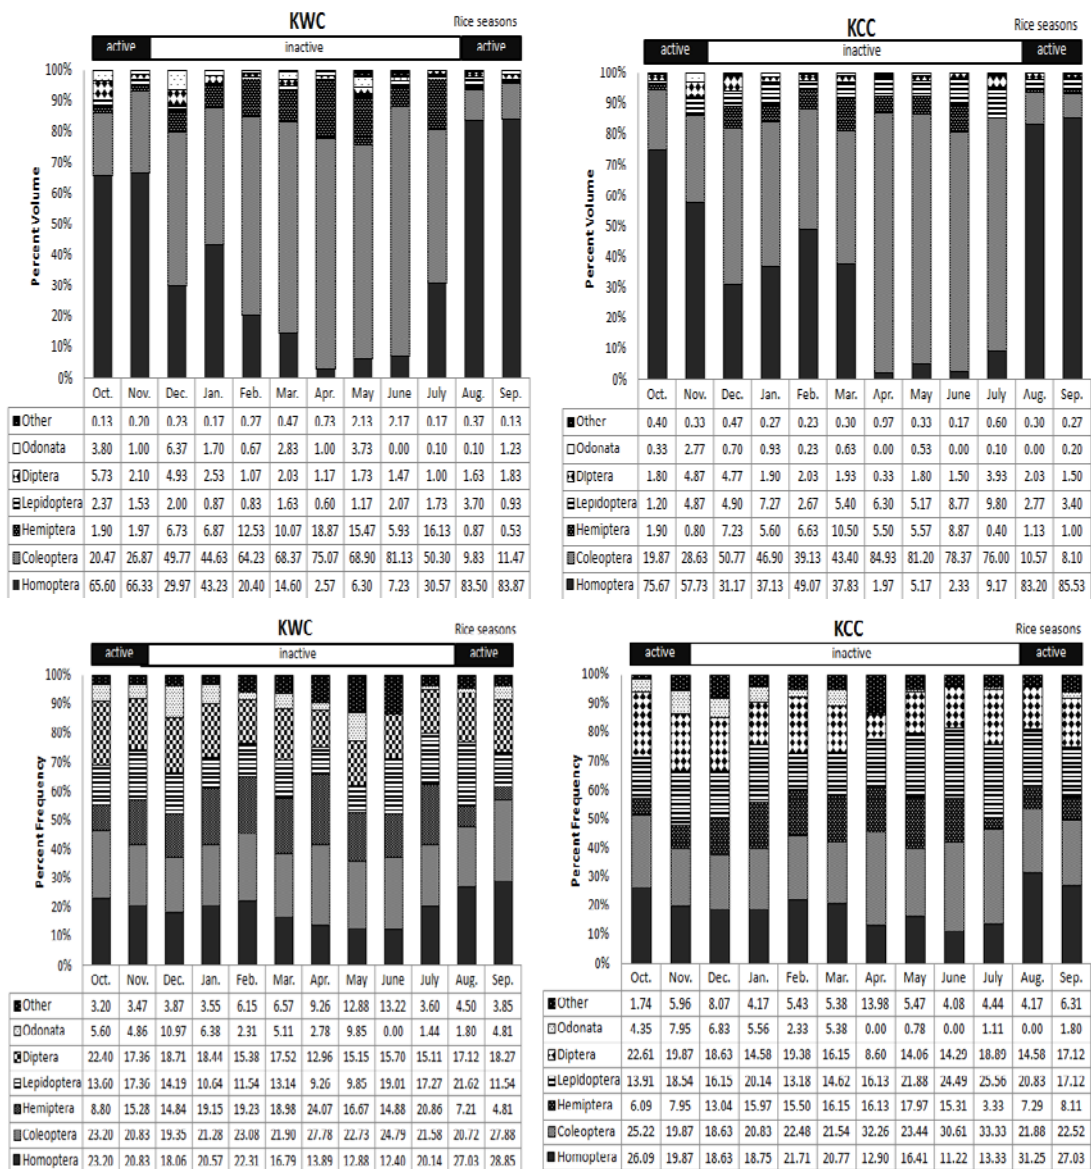 KWC
Rice seasons
active inactive active
Percent Volume
100%
90%
80%
70%
60%
50%
40%
30%
20%
10%
0%
Oct. Nov. Dec. Jan. Feb. Mar. Apr. May June July Aug. Sep.
Other 0.13 0.20 0.23 0.17 0.27 0.47 0.73 2.13 2.17 0.17 0.37 0.13
Odonata 3.80 1.00 6.37 1.70 0.67 2.83 1.00 3.73 0.00 0.10 0.10 1.23
Diptera 5.73 2.10 4.93 2.53 1.07 2.03 1.17 1.73 1.47 1.00 1.63 1.83
Lepidoptera 2.37 1.53 2.00 0.87 0.83 1.63 0.60 1.17 2.07 1.73 3.70 0.93
Hemiptera 1.90 1.97 6.73 6.87 12.53 10.07 18.87 15.47 5.93 16.13 0.87 0.53
Coleoptera 20.47 26.87 49.77 44.63 64.23 68.37 75.07 68.90 81.13 50.30 9.83 11.47
Homoptera 65.60 66.33 29.97 43.23 20.40 14.60 2.57 6.30 7.23 30.57 83.50 83.87
KCC
Rice seasons
active inactive active
Percent Volume
100%
90%
80%
70%
60%
50%
40%
30%
20%
10%
0%
Oct. Nov. Dec. Jan. Feb. Mar. Apr. May June July Aug. Sep.
Other 0.40 0.33 0.47 0.27 0.23 0.30 0.97 0.33 0.17 0.60 0.30 0.27
Odonata 0.33 2.77 0.70 0.93 0.23 0.63 0.00 0.53 0.00 0.10 0.00 0.20
Diptera 1.80 4.87 4.77 1.90 2.03 1.93 0.33 1.80 1.50 3.93 2.03 1.50
Lepidoptera 1.20 4.87 4.90 7.27 2.67 5.40 6.30 5.17 8.77 9.80 2.77 3.40
Hemiptera 1.90 0.80 7.23 5.60 6.63 10.50 5.50 5.57 8.87 0.40 1.13 1.00
Coleoptera 19.87 28.63 50.77 46.90 39.13 43.40 84.93 81.20 78.37 76.00 10.57 8.10
Homoptera 75.67 57.73 31.17 37.13 49.07 37.83 1.97 5.17 2.33 9.17 83.20 85.53
KWC
Rice seasons
active inactive active
Percent Frequency
100%
90%
80%
70%
60%
50%
40%
30%
20%
10%
0%
Oct. Nov. Dec. Jan. Feb. Mar. Apr. May June July Aug. Sep.
Other 3.20 3.47 3.87 3.55 6.15 6.57 9.26 12.88 13.22 3.60 4.50 3.85
Odonata 5.60 4.86 10.97 6.38 2.31 5.11 2.78 9.85 0.00 1.44 1.80 4.81
Diptera 22.40 17.36 18.71 18.44 15.38 17.52 12.96 15.15 15.70 15.11 17.12 18.27
Lepidoptera 13.60 17.36 14.19 10.64 11.54 13.14 9.26 9.85 19.01 17.27 21.62 11.54
Hemiptera 8.80 15.28 14.84 19.15 19.23 18.98 24.07 16.67 14.88 20.86 7.21 4.81
Coleoptera 23.20 20.83 19.35 21.28 23.08 21.90 27.78 22.73 24.79 21.58 20.72 27.88
Homoptera 23.20 20.83 18.06 20.57 22.31 16.79 13.89 12.88 12.40 20.14 27.03 28.85
KCC
Rice seasons
active inactive active
Percent Frequency
100%
90%
80%
70%
60%
50%
40%
30%
20%
10%
0%
Oct. Nov. Dec. Jan. Feb. Mar. Apr. May June July Aug. Sep.
Other 1.74 5.96 8.07 4.17 5.43 5.38 13.98 5.47 4.08 4.44 4.17 6.31
Odonata 4.35 7.95 6.83 5.56 2.33 5.38 0.00 0.78 0.00 1.11 0.00 1.80
Diptera 22.61 19.87 18.63 14.58 19.38 16.15 8.60 14.06 14.29 18.89 14.58 17.12
Lepidoptera 13.91 18.54 16.15 20.14 13.18 14.62 16.13 21.88 24.49 25.56 20.83 17.12
Hemiptera 6.09 7.95 13.04 15.97 15.50 16.15 16.13 17.97 15.31 3.33 7.29 8.11
Coleoptera 25.22 19.87 18.63 20.83 22.48 21.54 32.26 23.44 30.61 33.33 21.88 22.52
Homoptera 26.09 19.87 18.63 18.75 21.71 20.77 12.90 16.41 11.22 13.33 31.25 27.03